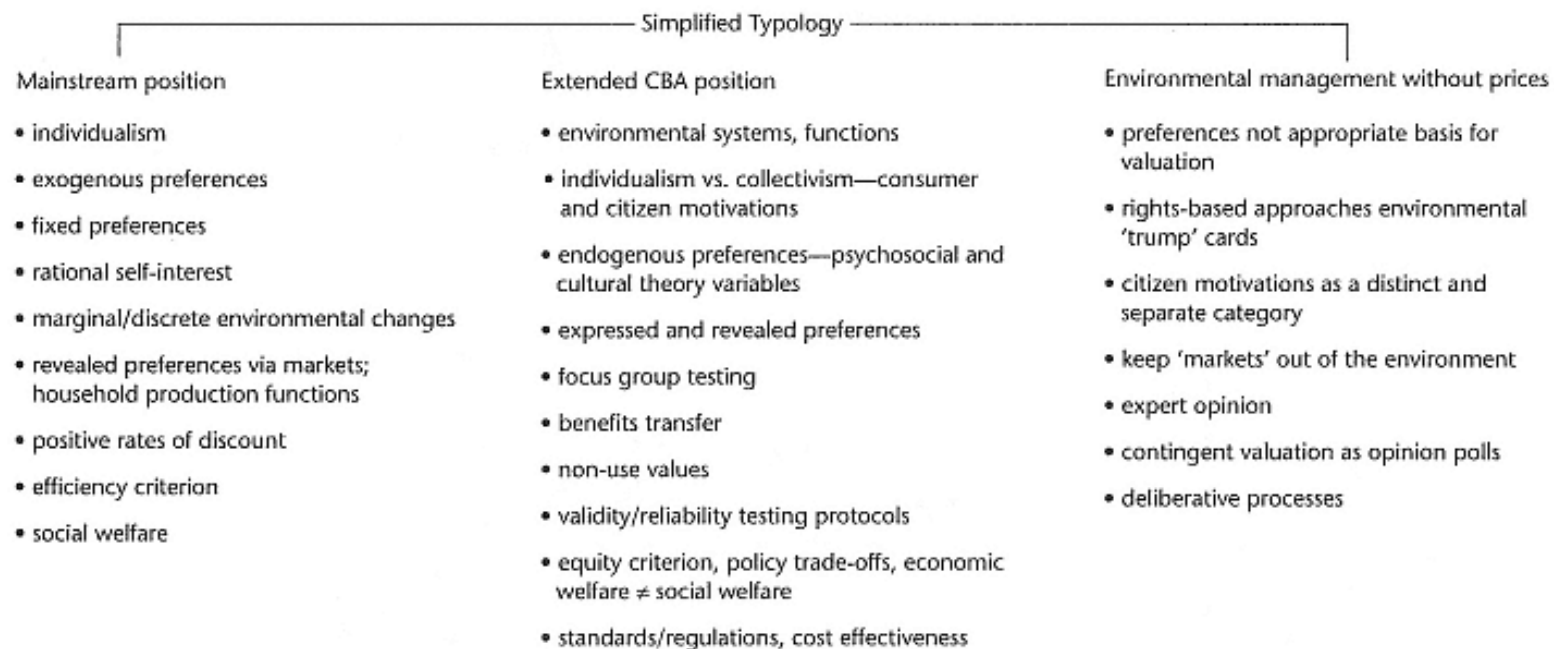 Simplified Typology
Mainstream position
• individualism
• exogenous preferences
• fixed preferences
• rational self-interest
• marginal/discrete environmental changes
• revealed preferences via markets;
household production functions
• positive rates of discount
• efficiency criterion
• social welfare
Extended CBA position
• environmental systems, functions
• individualism vs. collectivism—consumer
and citizen motivations
• endogenous preferences—psychosocial and
cultural theory variables
• expressed and revealed preferences
• focus group testing
• benefits transfer
• non-use values
• validity/reliability testing protocols
• equity criterion, policy trade-offs, economic
welfare ≠ social welfare
• standards/regulations, cost effectiveness
Environmental management without prices
• preferences not appropriate basis for
valuation
• rights-based approaches environmental
‘trump’ cards
• citizen motivations as a distinct and
separate category
• keep ‘markets’ out of the environment
• expert opinion
• contingent valuation as opinion polls
• deliberative processes